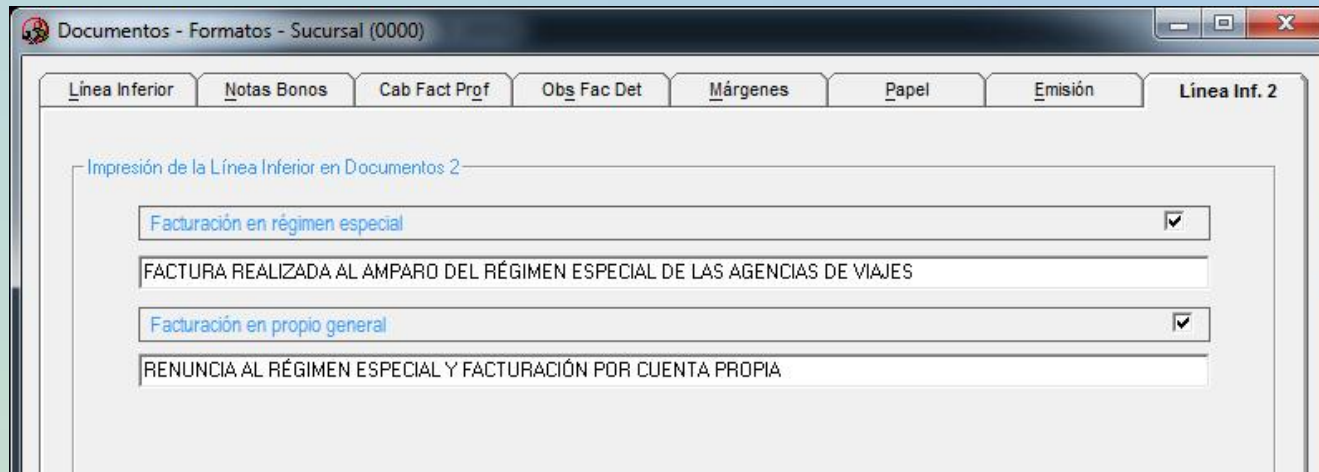 Documentos - Formatos - Sucursal (0000)
Línea Inferior Notas Bonos Cab Fact Prof Obs Fac Det Márgenes Papel Emisión Línea Inf. 2
Impresión de la Línea Inferior en Documentos 2
Facturación en régimen especial
FACTURA REALIZADA AL AMPARO DEL RÉGIMEN ESPECIAL DE LAS AGENCIAS DE VIAJES
Facturación en propio general
RENUNCIA AL RÉGIMEN ESPECIAL Y FACTURACIÓN POR CUENTA PROPIA